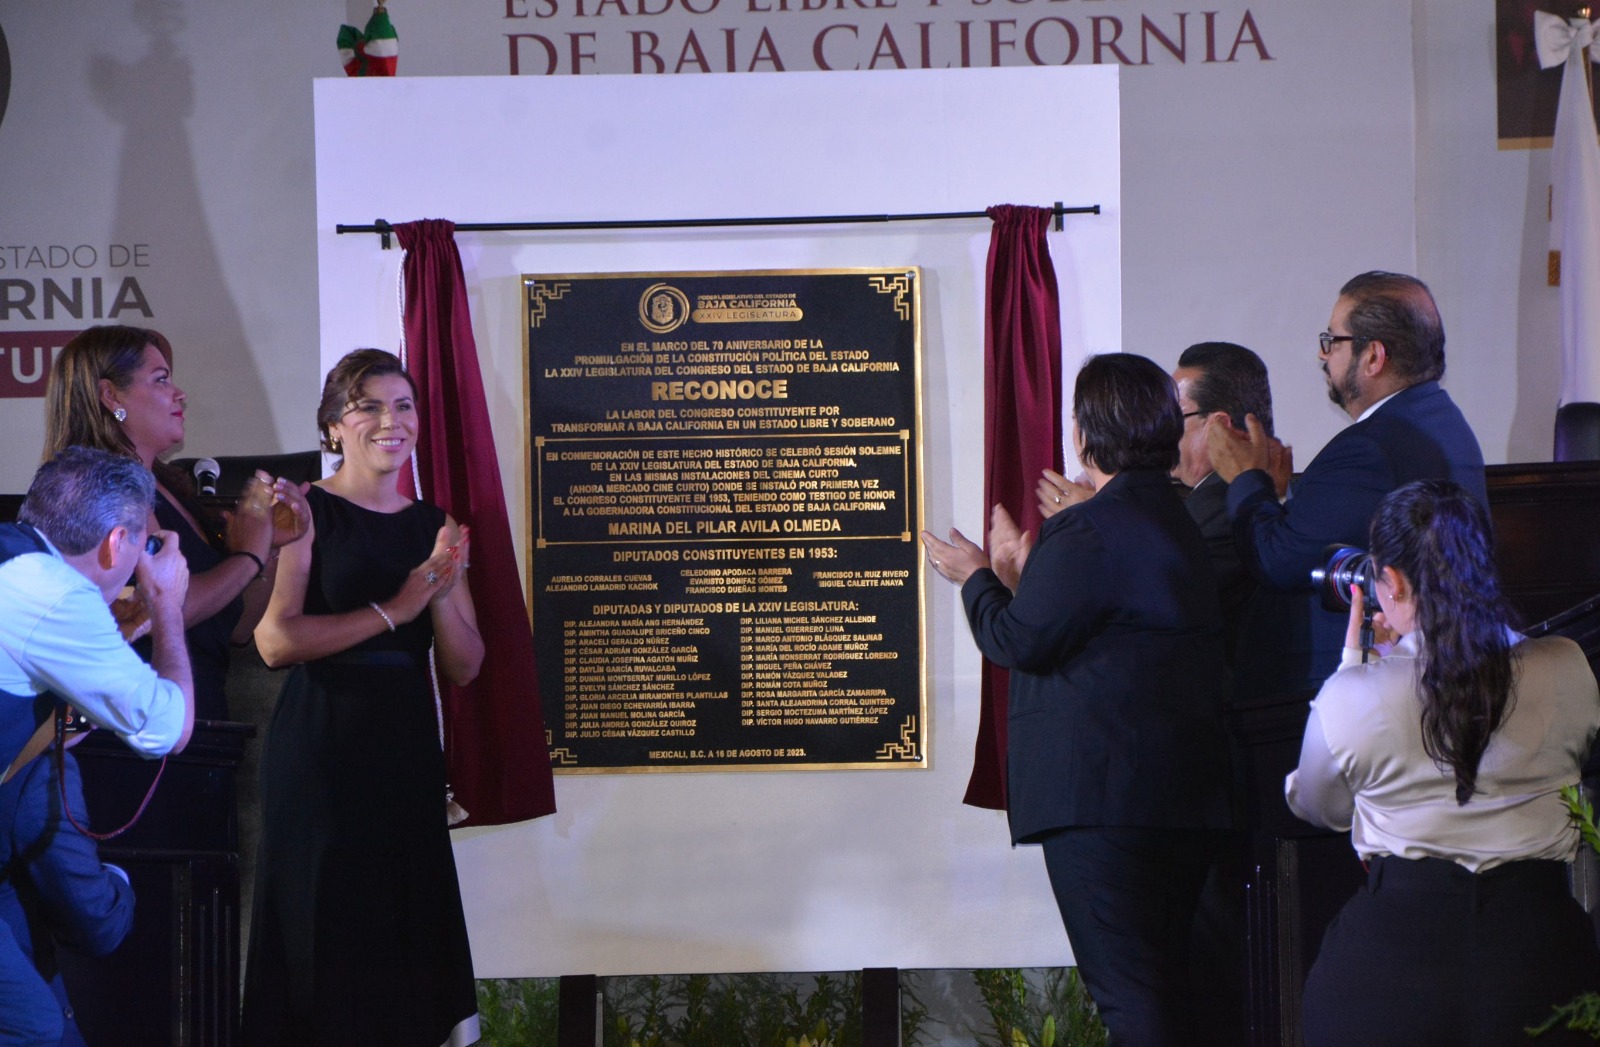 ESTADO LIBRE Y
DE BAJA CALIFORNIA
STADO DE
RNIA
TU
PODER LEGISLATIVO DEL ESTADO DE
BAJA CALIFORNIA
XXIV LEGISLATURA
EN EL MARCO DEL 70 ANIVERSARIO DE LA
PROMULGACIÓN DE LA CONSTITUCIÓN POLÍTICA DEL ESTADO
LA XXIV LEGISLATURA DEL CONGRESO DEL ESTADO DE BAJA CALIFORNIA
RECONOCE
LA LABOR DEL CONGRESO CONSTITUYENTE POR
TRANSFORMAR A BAJA CALIFORNIA EN UN ESTADO LIBRE Y SOBERANO
EN CONMEMORACIÓN DE ESTE HECHO HISTÓRICO SE CELEBRÓ SESIÓN SOLEMNE
DE LA XXIV LEGISLATURA DEL ESTADO DE BAJA CALIFORNIA,
EN LAS MISMAS INSTALACIONES DEL CINEMA CURTO
(AHORA MERCADO CINE CURTO) DONDE SE INSTALÓ POR PRIMERA VEZ
EL CONGRESO CONSTITUYENTE EN 1953, TENIENDO COMO TESTIGO DE HONOR
A LA GOBERNADORA CONSTITUCIONAL DEL ESTADO DE BAJA CALIFORNIA
MARINA DEL PILAR AVILA OLMEDA
DIPUTADOS CONSTITUYENTES EN 1953:
AURELIO CORRALES CUEVAS
ALEJANDRO LAMADRID KACHOK
CELEDONIO APODACA BARRERA
EVARISTO BONIFAZ GÓMEZ
FRANCISCO DUEÑAS MONTES
FRANCISCO H. RUIZ RIVERO
MIGUEL CALETTE ANAYA
DIPUTADAS Y DIPUTADOS DE LA XXIV LEGISLATURA:
DIP. ALEJANDRA MARÍA ANG HERNÁNDEZ
DIP. AMINTHA GUADALUPE BRICEÑO CINCO
DIP. ARACELI GERALDO NÚÑEZ
DIP. CÉSAR ADRIÁN GONZÁLEZ GARCÍA
DIP. CLAUDIA JOSEFINA AGATÓN MUÑIZ
DIP. DAYLÍN GARCÍA RUVALCABA
DIP. DUNNIA MONTSERRAT MURILLO LÓPEZ
DIP. EVELYN SÁNCHEZ SÁNCHEZ
DIP. GLORIA ARCELIA MIRAMONTES PLANTILLAS
DIP. JUAN DIEGO ECHEVARRÍA IBARRA
DIP. JUAN MANUEL MOLINA GARCÍA
DIP. JULIA ANDREA GONZÁLEZ QUIROZ
DIP. JULIO CÉSAR VÁZQUEZ CASTILLO
DIP. LILIANA MICHEL SÁNCHEZ ALLENDE
DIP. MANUEL GUERRERO LUNA
DIP. MARCO ANTONIO BLÁSQUEZ SALINAS
DIP. MARÍA DEL ROCÍO ADAME MUÑOZ
DIP. MARÍA MONSERRAT RODRÍGUEZ LORENZO
DIP. MIGUEL PEÑA CHÁVEZ
DIP. RAMÓN VÁZQUEZ VALADEZ
DIP. ROMÁN COTA MUÑOZ
DIP. ROSA MARGARITA GARCÍA ZAMARRIPA
DIP. SANTA ALEJANDRINA CORRAL QUINTERO
DIP. SERGIO MOCTEZUMA MARTÍNEZ LÓPEZ
DIP. VÍCTOR HUGO NAVARRO GUTIÉRREZ
MEXICALI, B.C. A 16 DE AGOSTO DE 2023.